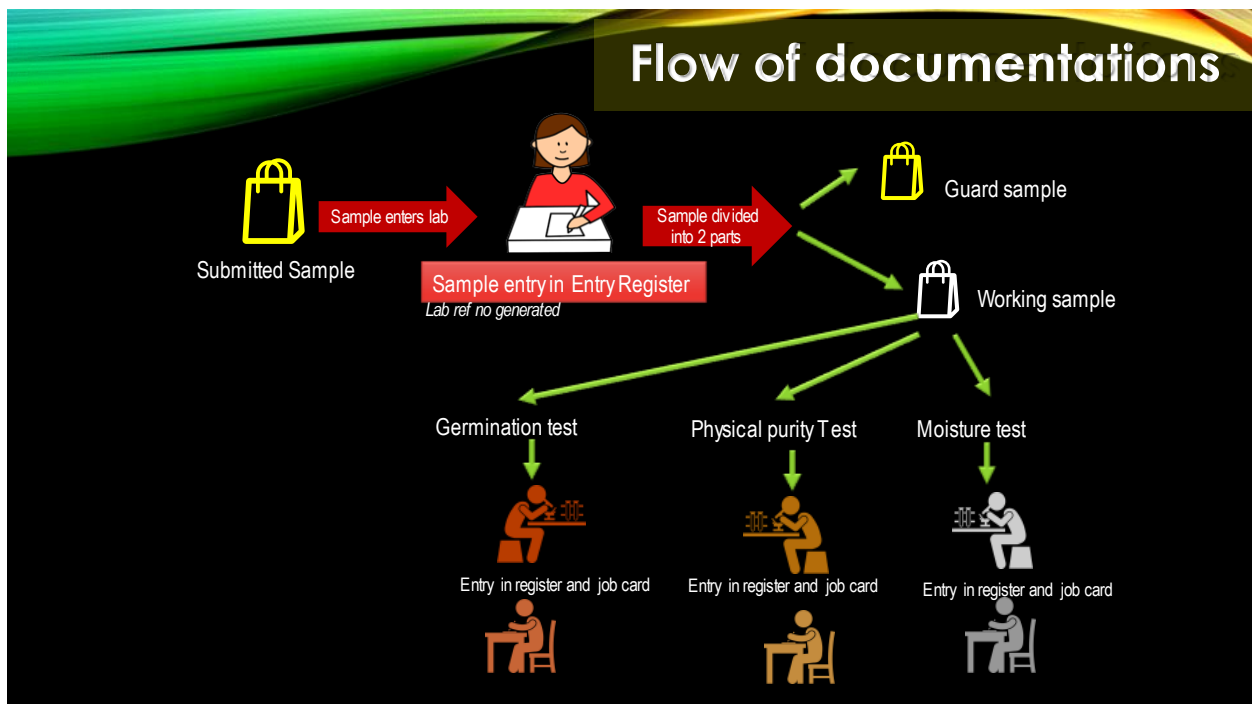 Flow of documentations
Guard sample
Sample enters lab
Sample divided
into 2 parts
Submitted Sample
Sample entry in Entry Register
Lab ref no generated
Working sample
Germination test
Physical purity Test
Moisture test
Entry in register and job card
Entry in register and job card
Entry in register and job card